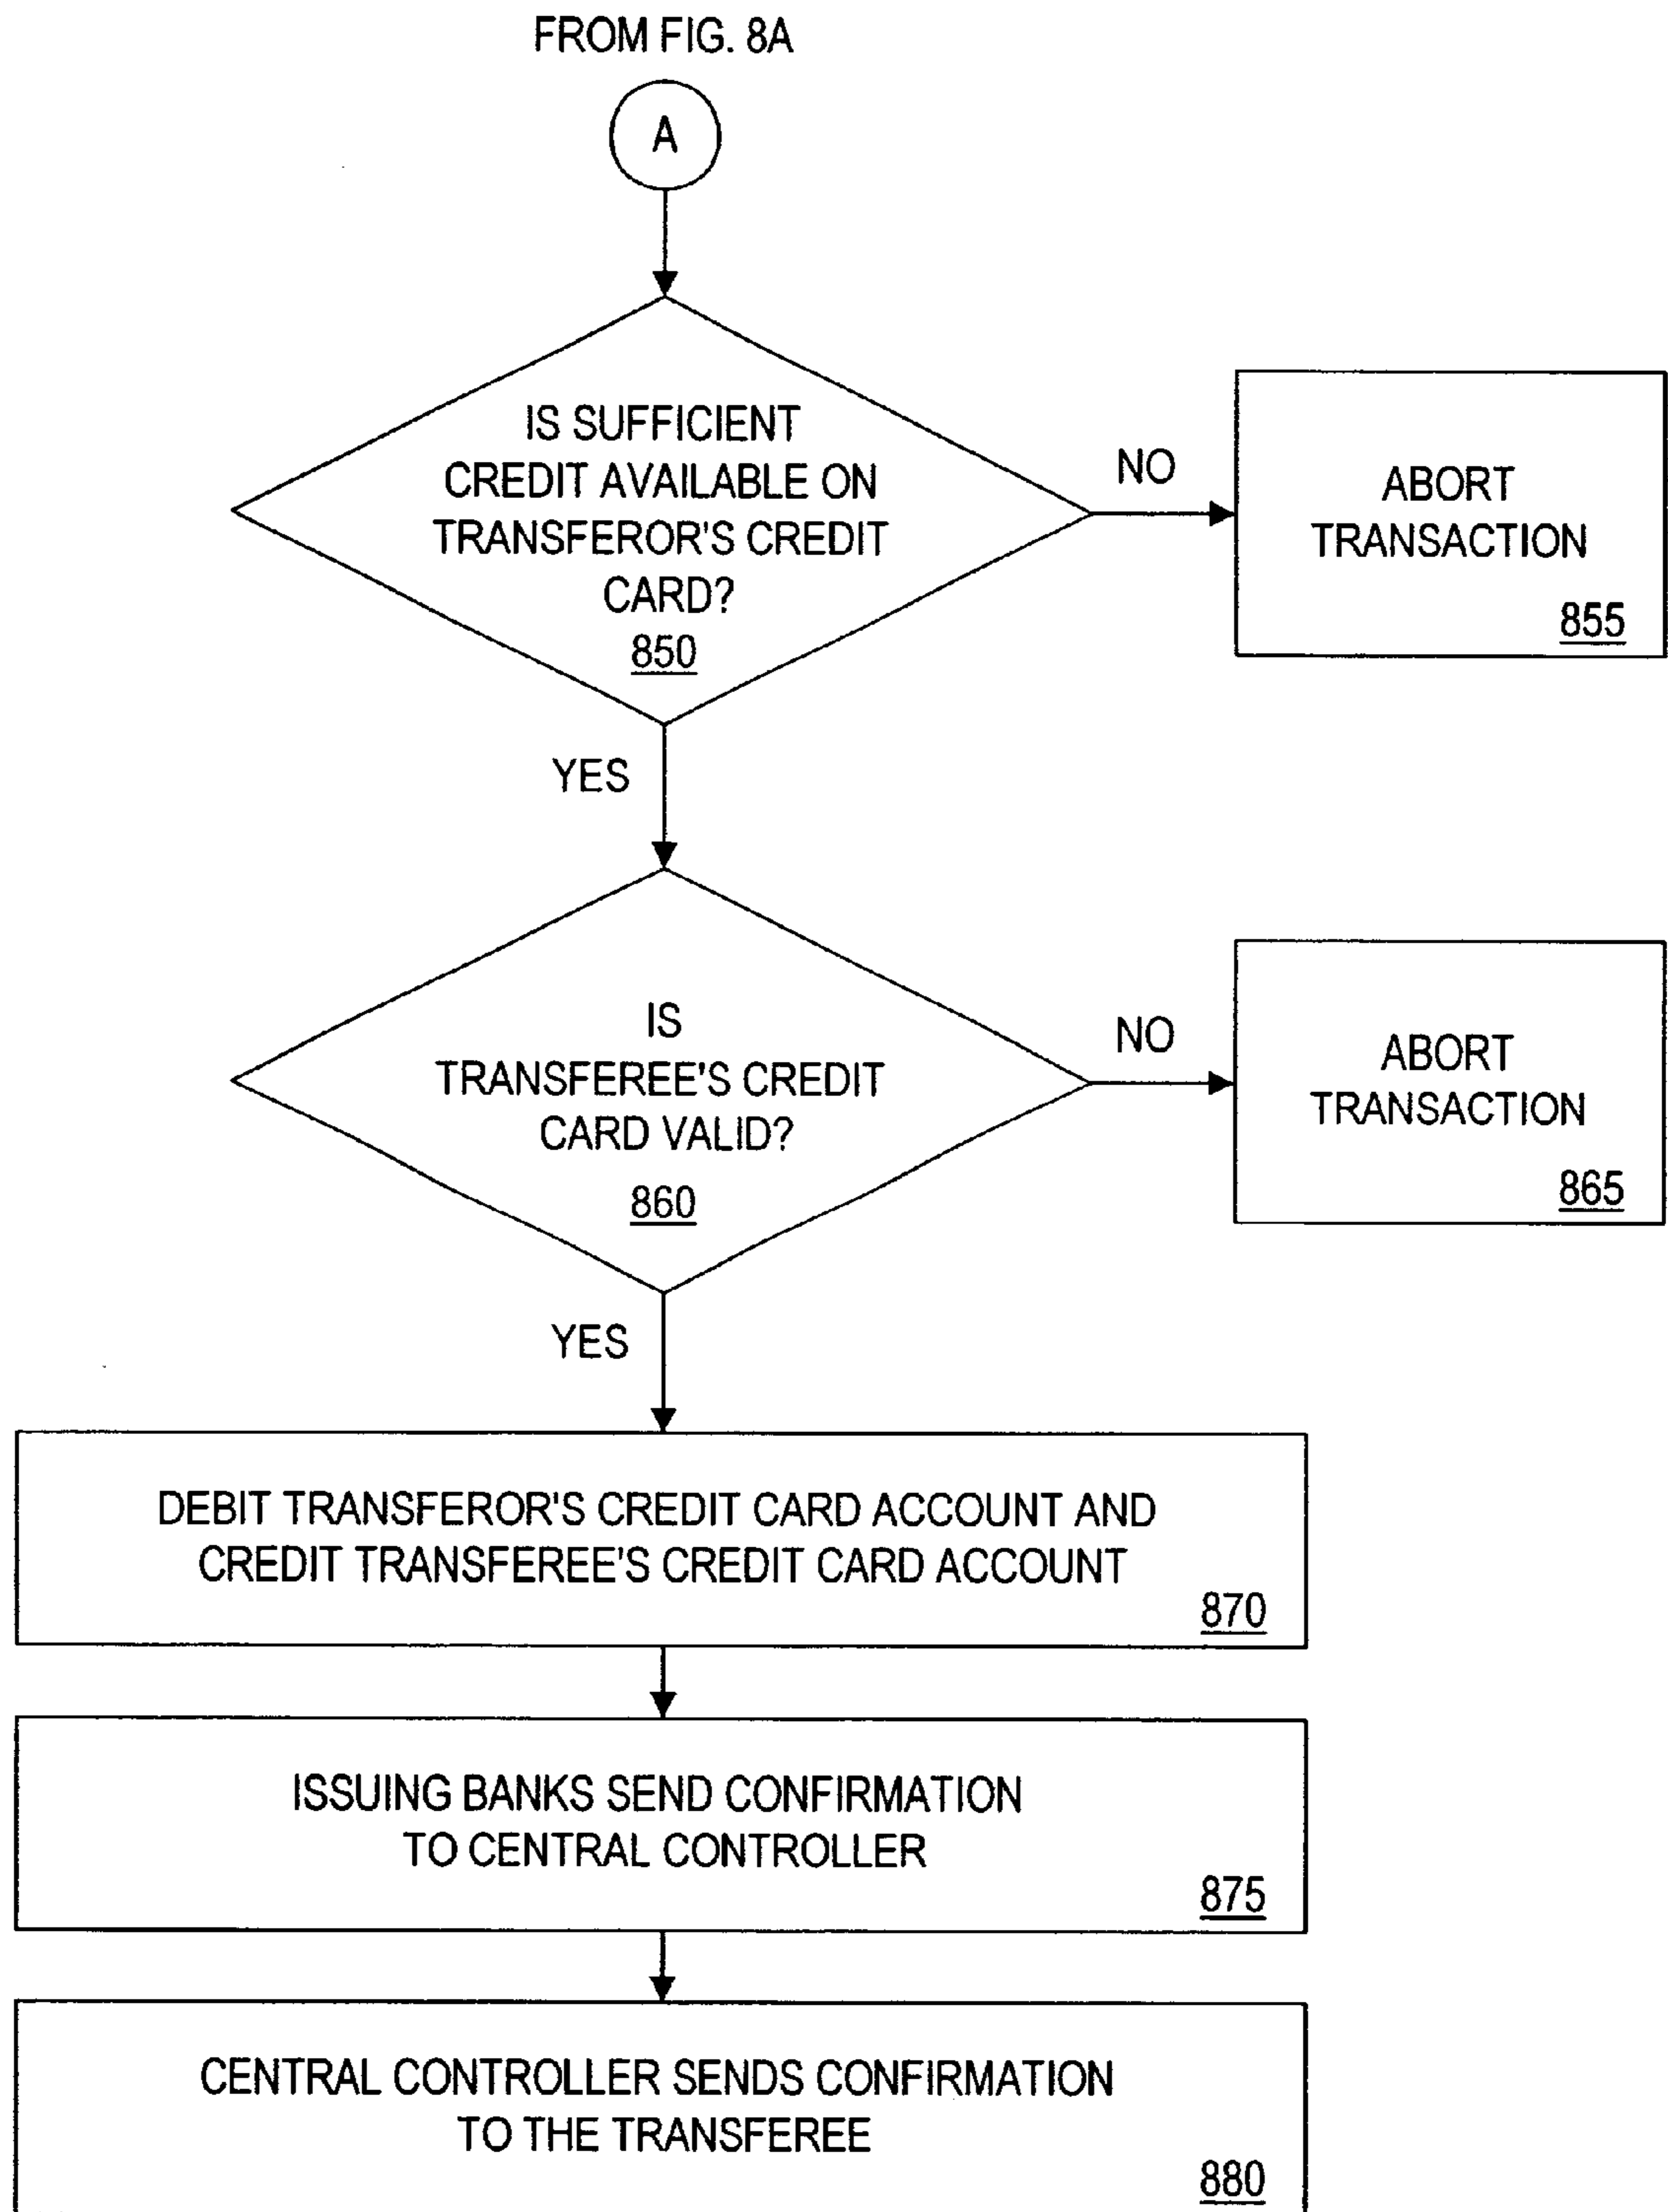 FROM FIG. 8A
A
IS SUFFICIENT
CREDIT AVAILABLE ON
TRANSFEROR'S CREDIT
CARD?
850
NO
ABORT
TRANSACTION
855
YES
IS
TRANSFEREE'S CREDIT
CARD VALID?
860
NO
ABORT
TRANSACTION
865
YES
DEBIT TRANSFEROR'S CREDIT CARD ACCOUNT AND
CREDIT TRANSFEREE'S CREDIT CARD ACCOUNT
870
ISSUING BANKS SEND CONFIRMATION
TO CENTRAL CONTROLLER
875
CENTRAL CONTROLLER SENDS CONFIRMATION
TO THE TRANSFEREE
880